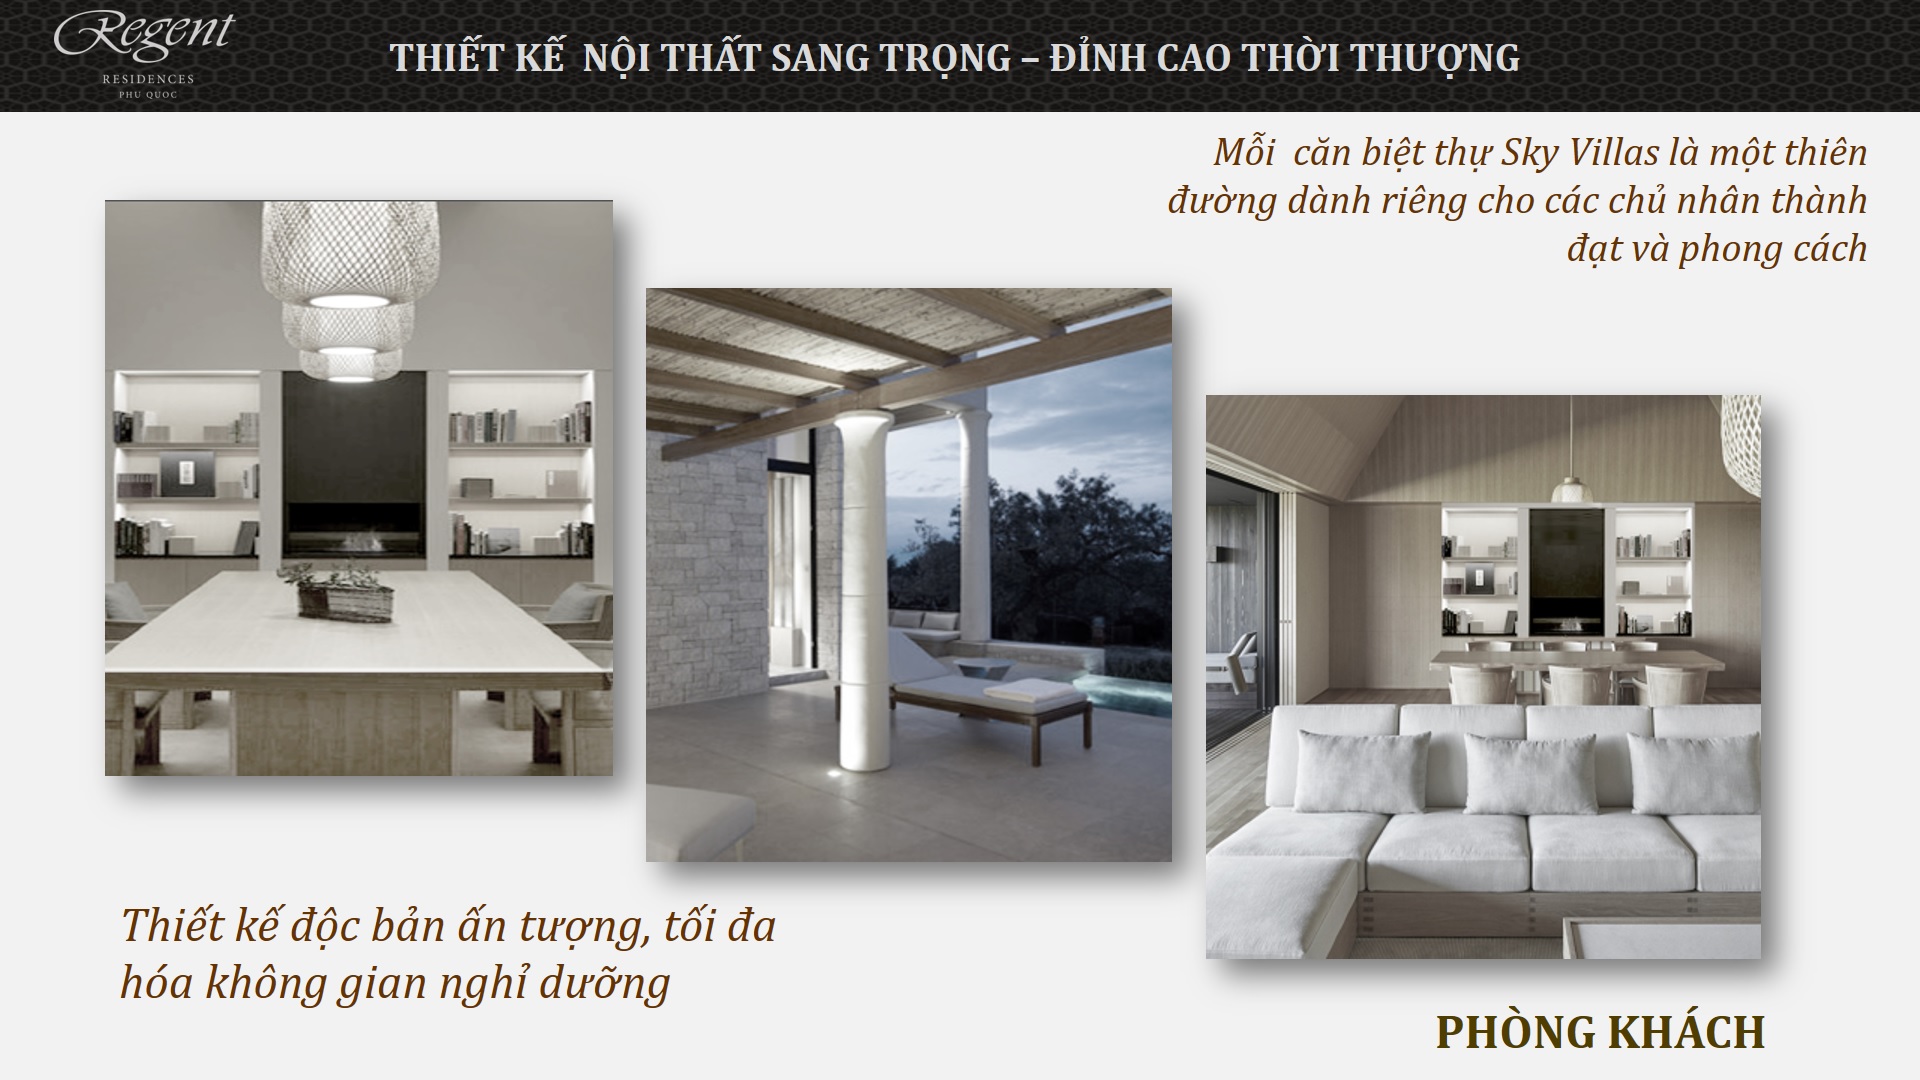 Regent
RESIDENCES
PHU QUOC
THIẾT KẾ  NỘI THẤT SANG TRỌNG – ĐỈNH CAO THỜI THƯỢNG
Mỗi  căn biệt thự Sky Villas là một thiên
đường dành riêng cho các chủ nhân thành
đạt và phong cách
Thiết kế độc bản ấn tượng, tối đa
hóa không gian nghỉ dưỡng
PHÒNG KHÁCH